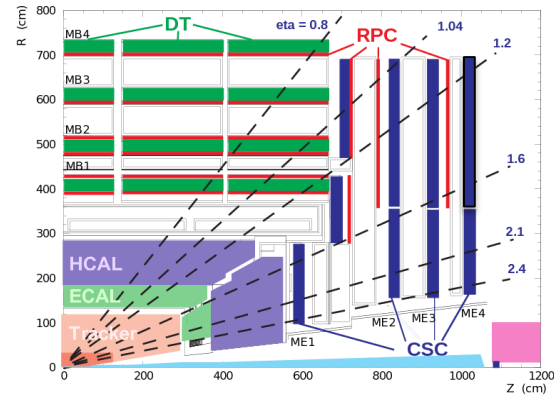 R (cm)
800
700
600
500
400
300
200
100
0
MB4
MB3
MB2
MB1
DT
eta = 0.8
RPC
1.04
1.2
1.6
2.1
2.4
HCAL
ECAL
Tracker
ME1
ME2
ME3
ME4
CSC
0
200
400
600
800
1000
1200
Z (cm)